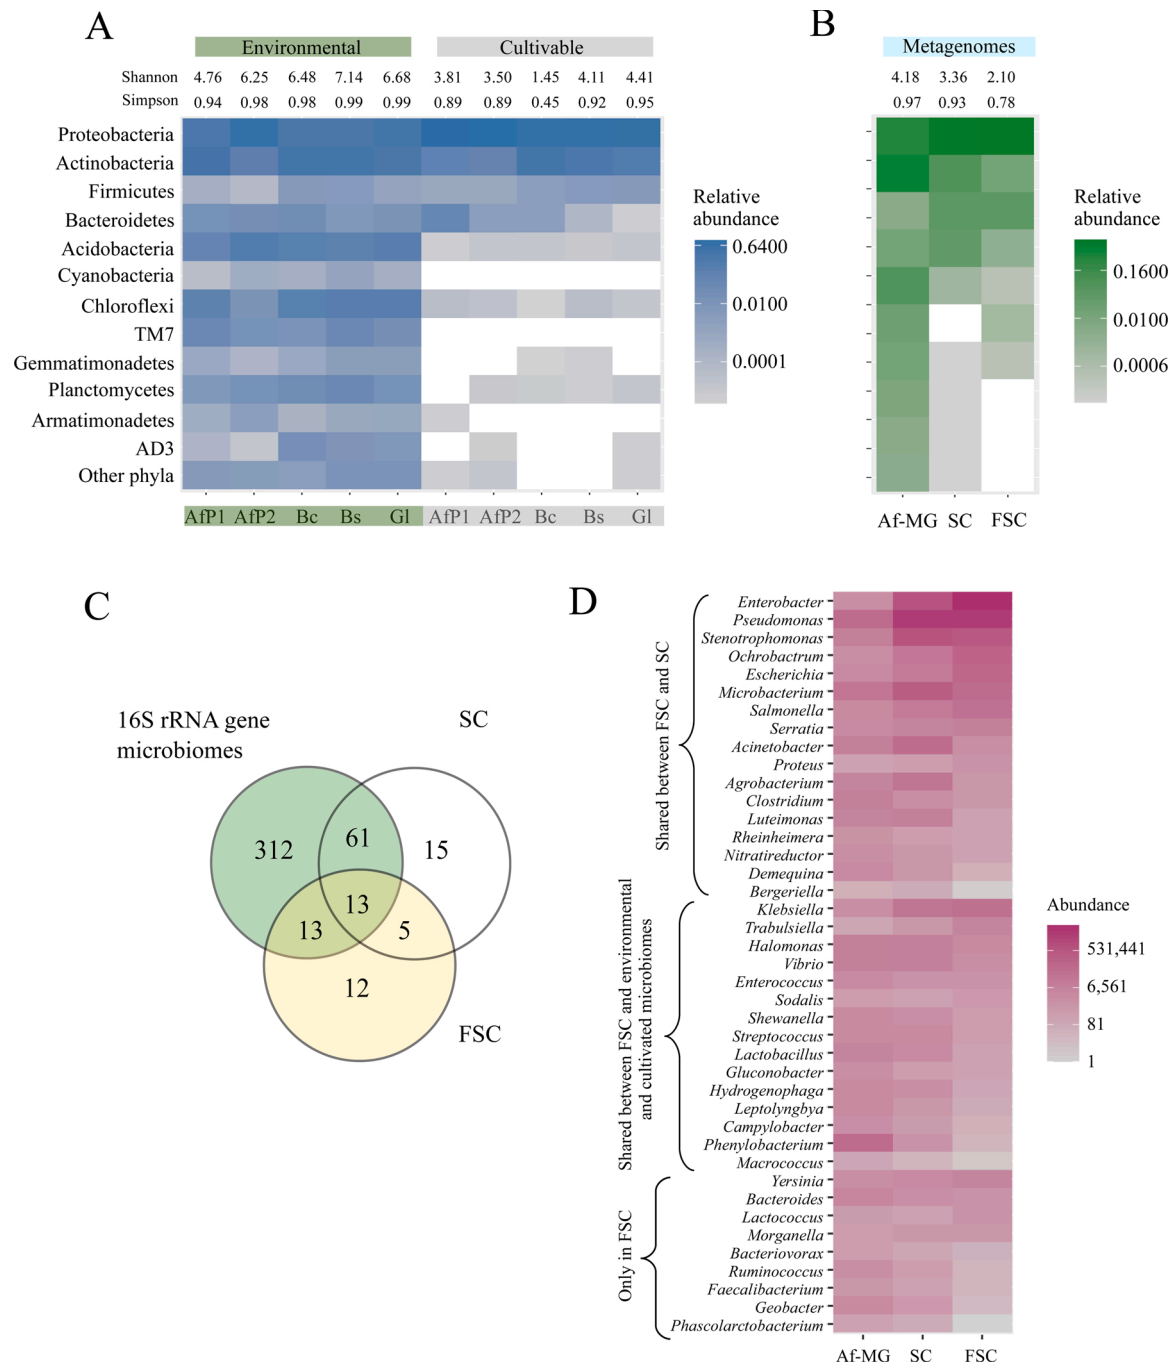 A
Environmental
Cultivable
Shannon 4.76 6.25 6.48 7.14 6.68 3.81 3.50 1.45 4.11 4.41
Simpson 0.94 0.98 0.98 0.99 0.99 0.89 0.89 0.45 0.92 0.95
Proteobacteria
Actinobacteria
Firmicutes
Bacteroidetes
Acidobacteria
Cyanobacteria
Chloroflexi
TM7
Gemmatimonadetes
Planctomycetes
Armatimonadetes
AD3
Other phyla
AfP1 AfP2 Bc Bs Gl AfP1 AfP2 Bc Bs Gl
Relative
abundance
0.6400
0.0100
0.0001
B
Metagenomes
4.18 3.36 2.10
0.97 0.93 0.78
Af-MG SC FSC
Relative
abundance
0.1600
0.0100
0.0006
C
16S rRNA gene
microbiomes
SC
312
61
15
13
13
5
12
FSC
D
Shared between FSC and SC
Enterobacter
Pseudomonas
Stenotrophomonas
Ochrobactrum
Escherichia
Microbacterium
Salmonella
Serratia
Acinetobacter
Proteus
Agrobacterium
Clostridium
Luteimonas
Rheinheimera
Nitratireductor
Demequina
Bergeriella
Shared between FSC and environmental
and cultivated microbiomes
Klebsiella
Trabulsiella
Halomonas
Vibrio
Enterococcus
Sodalis
Shewanella
Streptococcus
Lactobacillus
Gluconobacter
Hydrogenophaga
Leptolyngbya
Campylobacter
Phenylobacterium
Macrococcus
Only in FSC
Yersinia
Bacteroides
Lactococcus
Morganella
Bacteriovorax
Ruminococcus
Faecalibacterium
Geobacter
Phascolarctobacterium
Af-MG SC FSC
Abundance
531,441
6,561
81
1